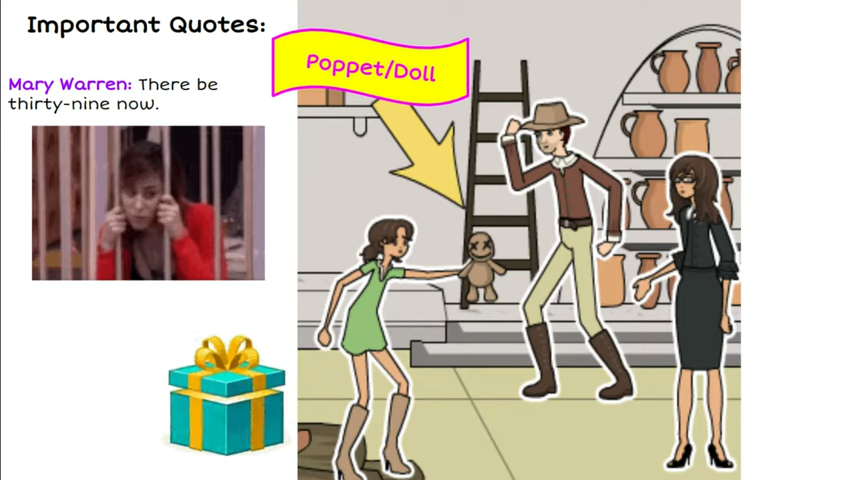 Important Quotes:
Poppet/Doll
Mary Warren: There be
thirty-nine now.